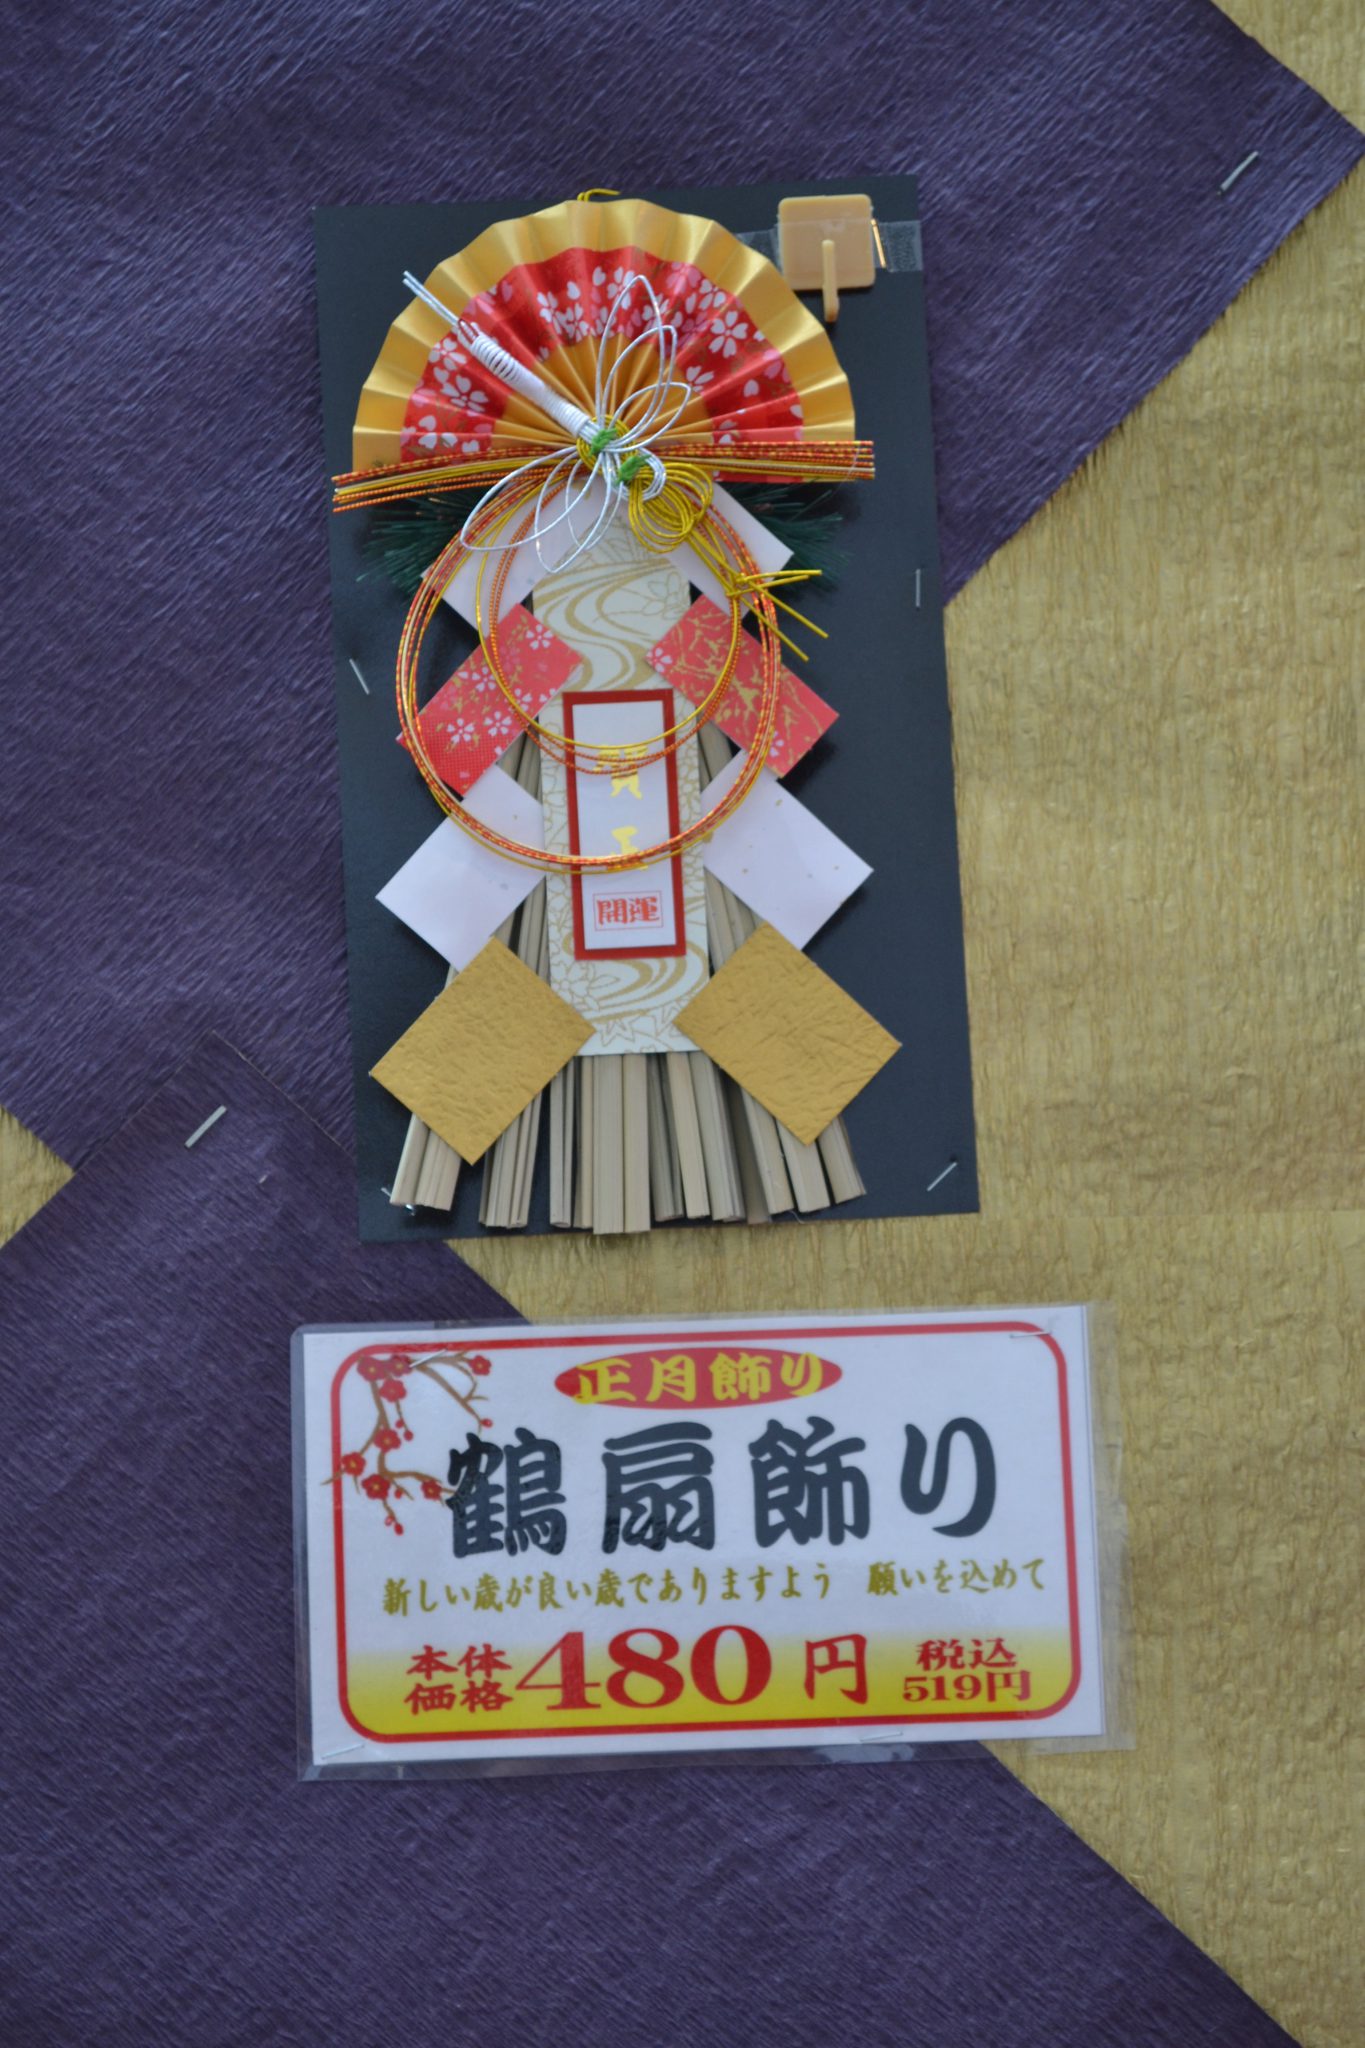 賀正
開運
正月飾り
鶴扇飾り
新しい歳が良い歳でありますよう 願いを込めて
本体価格480円 税込519円